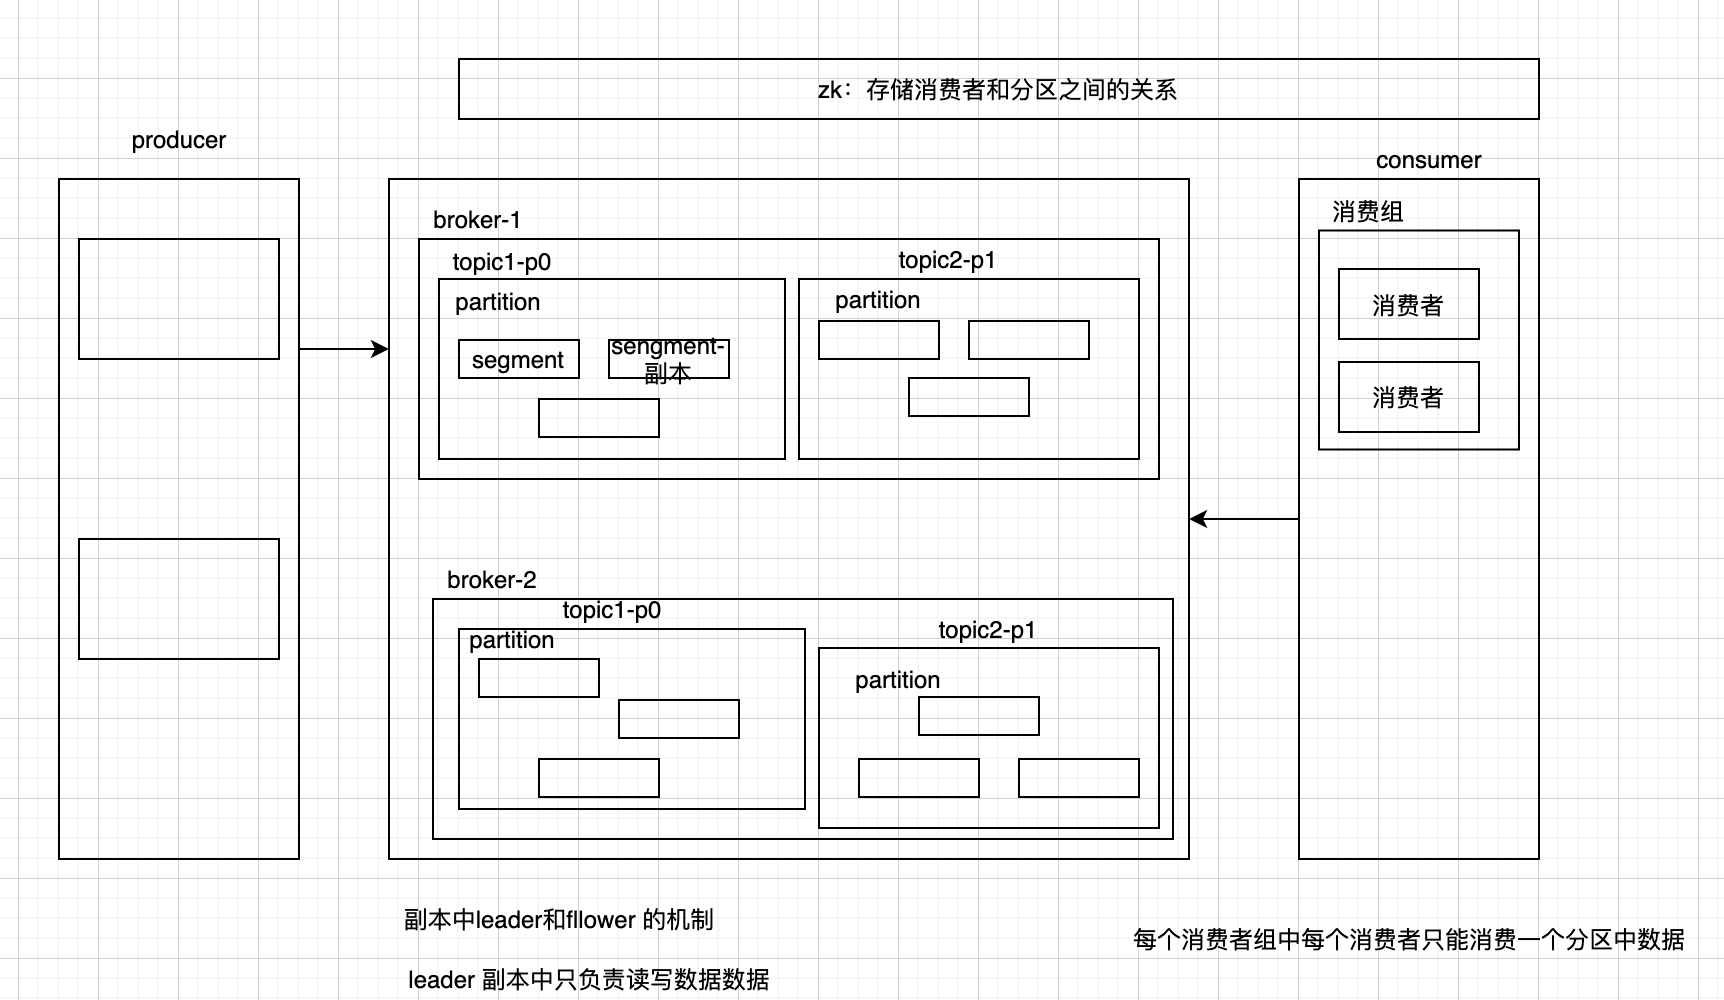 zk：存储消费者和分区之间的关系
producer
consumer
消费组
消费者
消费者
broker-1
topic1-p0
partition
segment
sengment-
副本
topic2-p1
partition
broker-2
topic1-p0
partition
topic2-p1
partition
副本中leader和fllower 的机制
leader 副本中只负责读写数据数据
每个消费者组中每个消费者只能消费一个分区中数据